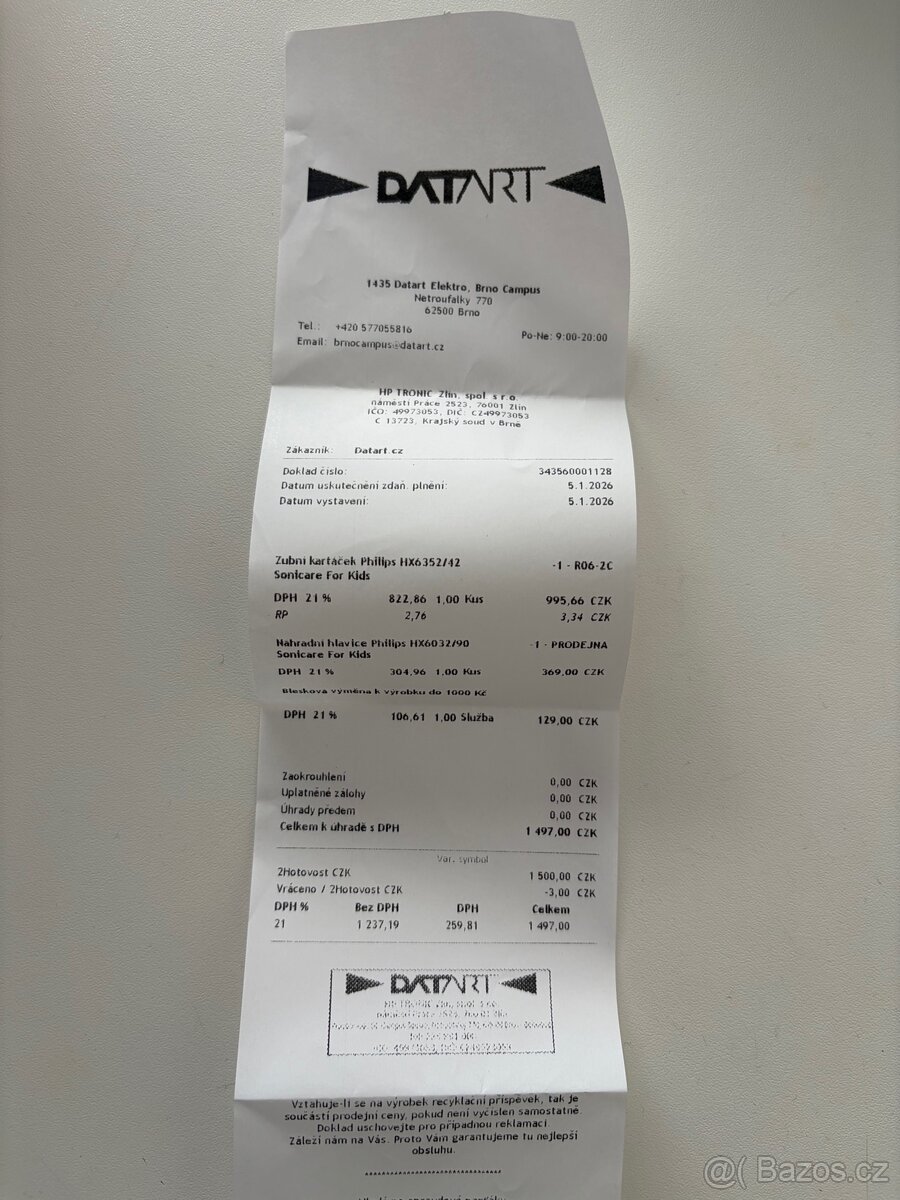 DATART
1435 Datart Elektro, Brno Campus
Netroufalky 770
62500 Brno
Tel.: +420 577055816
Po-Ne: 9:00-20:00
Email: brnocampus@datart.cz
HP TRONIC Zlín, spol. s r.o.
náměstí Práce 2523, 76001 Zlín
IČO: 49973053, DIČ: CZ49973053
C 13723, Krajský soud v Brně
Zákazník: Datart.cz
Doklad číslo: 343560001128
Datum uskutečnění zdaň. plnění: 5.1.2026
Datum vystavení: 5.1.2026
Zubní kartáček Philips HX6352/42 -1 - R06-2C
Sonicare For Kids
DPH 21 % 822,86 1,00 Kus 995,66 CZK
RP 2,76 3,34 CZK
Náhradní hlavice Philips HX6032/90 -1 - PRODEJNA
Sonicare For Kids
DPH 21 % 304,96 1,00 Kus 369,00 CZK
Blesková výměna k výrobku do 1000 Kč
DPH 21 % 106,61 1,00 Služba 129,00 CZK
Zaokrouhlení 0,00 CZK
Uplatněné zálohy 0,00 CZK
Úhrady předem 0,00 CZK
Celkem k úhradě s DPH 1 497,00 CZK
Var. symbol
2Hotovost CZK 1 500,00 CZK
Vráceno / 2Hotovost CZK -3,00 CZK
DPH % Bez DPH DPH Celkem
21 1 237,19 259,81 1 497,00
DATART
HP TRONIC Zlín, spol. s r.o.
Vztahuje-li se na výrobek recyklační příspěvek, tak je
součástí prodejní ceny, pokud není vyčíslen samostatně.
Doklad uschovejte pro případnou reklamaci.
Záleží nám na Vás. Proto Vám garantujeme tu nejlepší
obsluhu.
@( Bazos.cz